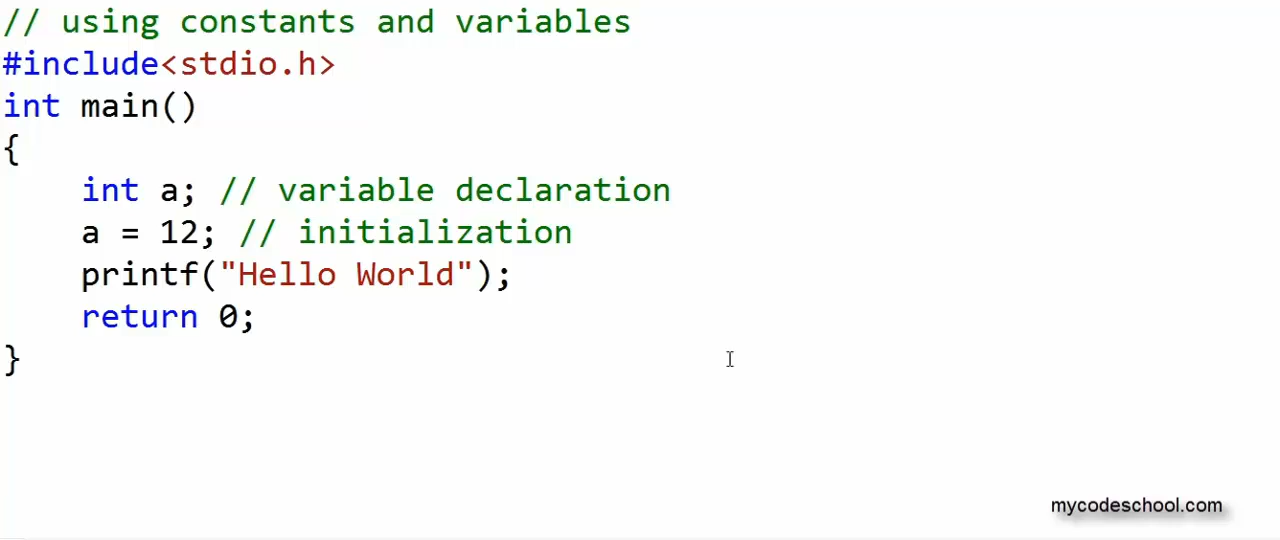 // using constants and variables
#include<stdio.h>
int main()
{
    int a; // variable declaration
    a = 12; // initialization
    printf("Hello World");
    return 0;
}
mycodeschool.com